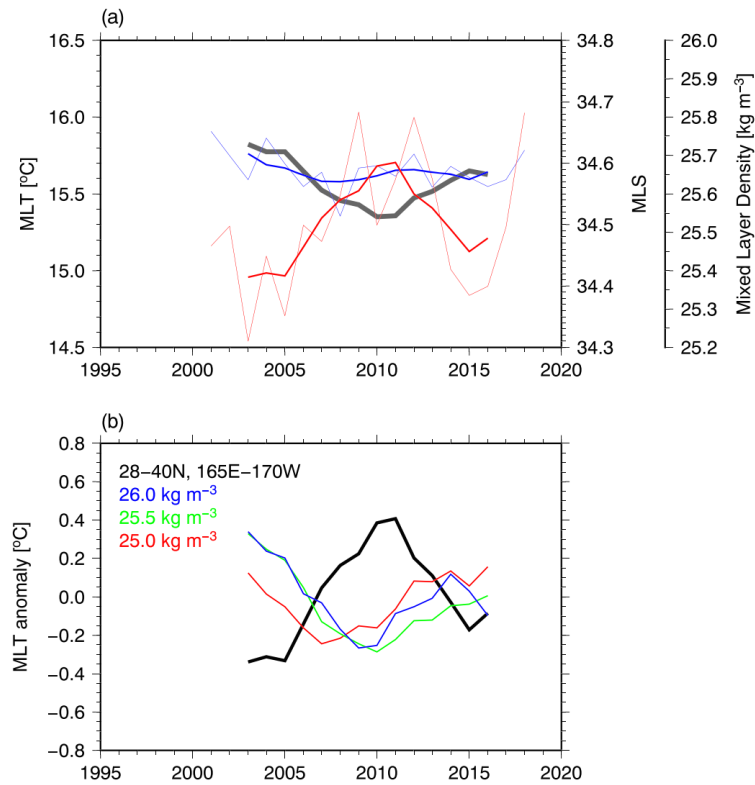 (a)
16.5
16.0
15.5
15.0
14.5
MLT [ºC]
34.8
34.7
34.6
34.5
34.4
34.3
MLS
26.0
25.9
25.8
25.7
25.6
25.5
25.4
25.3
25.2
Mixed Layer Density [kg m⁻³]
1995 2000 2005 2010 2015 2020
(b)
0.8
0.6
0.4
0.2
0.0
−0.2
−0.4
−0.6
−0.8
MLT anomaly [ºC]
28−40N, 165E−170W
26.0 kg m⁻³
25.5 kg m⁻³
25.0 kg m⁻³
1995 2000 2005 2010 2015 2020